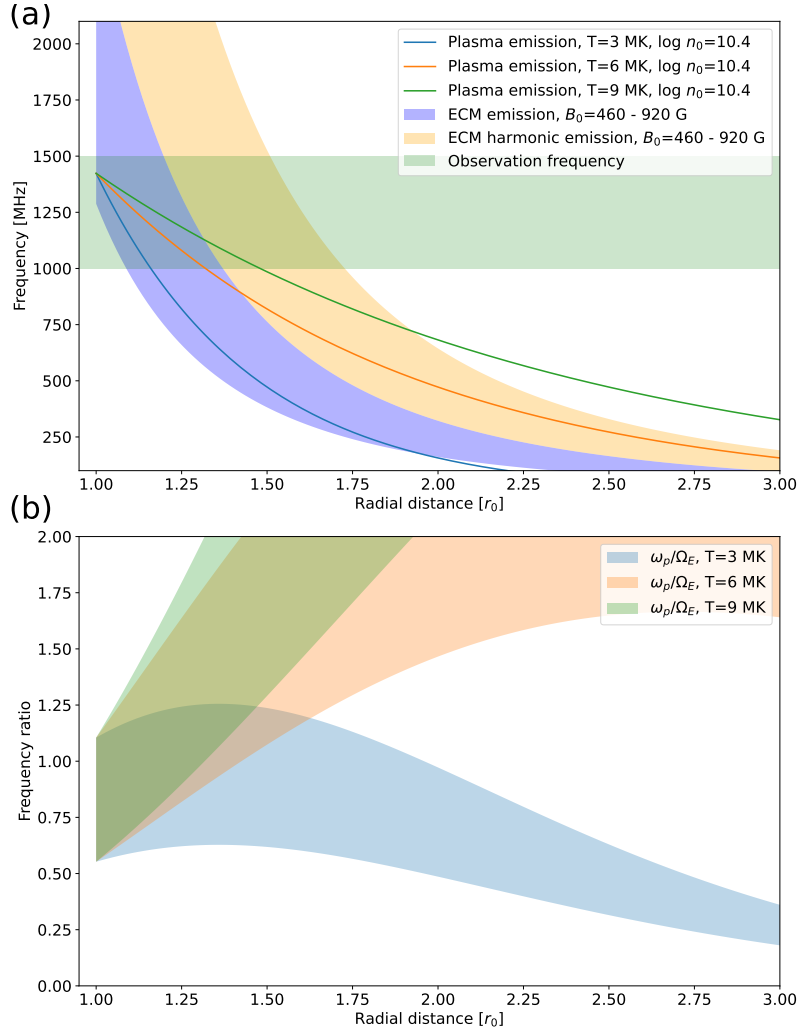 (a)
2000
1750
1500
1250
1000
750
500
250
Frequency [MHz]
Plasma emission, T=3 MK, log n₀=10.4
Plasma emission, T=6 MK, log n₀=10.4
Plasma emission, T=9 MK, log n₀=10.4
ECM emission, B₀=460 - 920 G
ECM harmonic emission, B₀=460 - 920 G
Observation frequency
1.00 1.25 1.50 1.75 2.00 2.25 2.50 2.75 3.00
Radial distance [r₀]
(b)
2.00
1.75
1.50
1.25
1.00
0.75
0.50
0.25
0.00
Frequency ratio
ωₚ/Ω_E, T=3 MK
ωₚ/Ω_E, T=6 MK
ωₚ/Ω_E, T=9 MK
1.00 1.25 1.50 1.75 2.00 2.25 2.50 2.75 3.00
Radial distance [r₀]